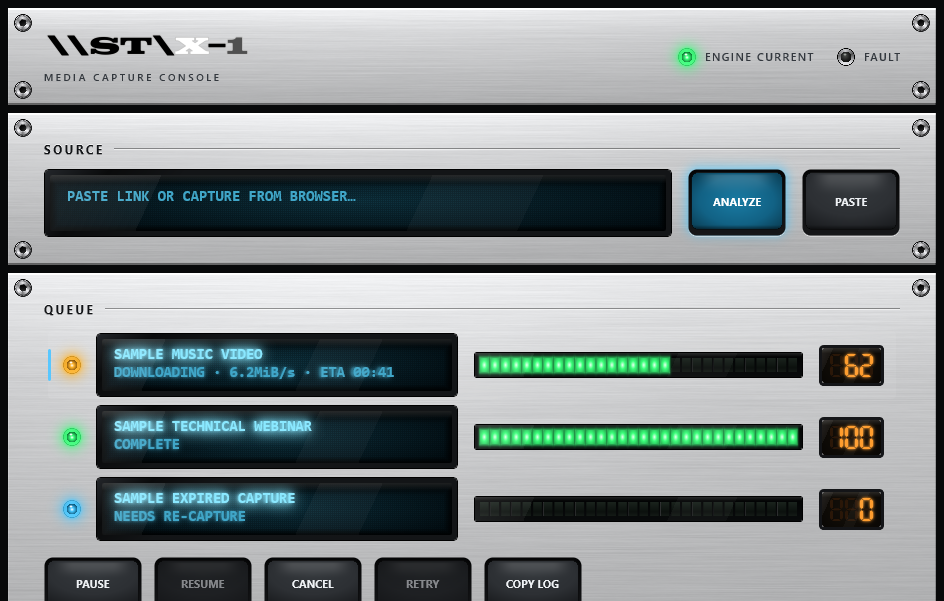 \\ST\X-1
MEDIA CAPTURE CONSOLE
ENGINE CURRENT
FAULT
SOURCE
PASTE LINK OR CAPTURE FROM BROWSER…
ANALYZE
PASTE
QUEUE
SAMPLE MUSIC VIDEO
DOWNLOADING · 6.2MiB/s · ETA 00:41
62
SAMPLE TECHNICAL WEBINAR
COMPLETE
100
SAMPLE EXPIRED CAPTURE
NEEDS RE-CAPTURE
0
PAUSE
RESUME
CANCEL
RETRY
COPY LOG